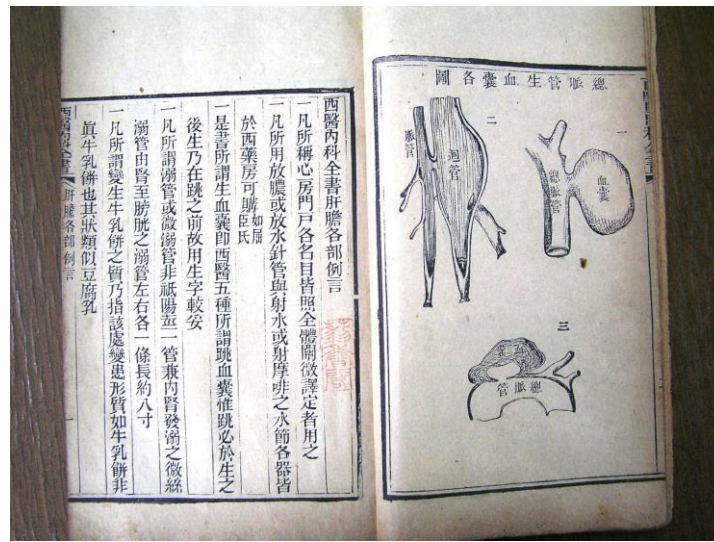 總脈管生血囊各圖
一
血囊
總脈管
二
迴管
脈管
三
血囊
總脈管
西醫內科全書肝膽各部例言
一凡所稱心房門戶各名目皆照全體闡微譯定者用之
一凡所用放膿或放水針管與射水或射摩啡之水節各器皆
於西藥房可購如屈臣氏
一是書所謂生血囊卽西醫五種所謂跳血囊惟跳必於生之
後生乃在跳之前故用生字較妥
一凡所謂溺管或微溺管非祗陽莖一管兼內腎發溺之微絲
溺管由腎至膀胱之溺管左右各一條長約八寸
一凡所謂變生牛乳餅之質乃指該處變患形質如牛乳餅非
眞牛乳餅也其狀類似豆腐乳
西醫內科全書 肝膽各部例言 一